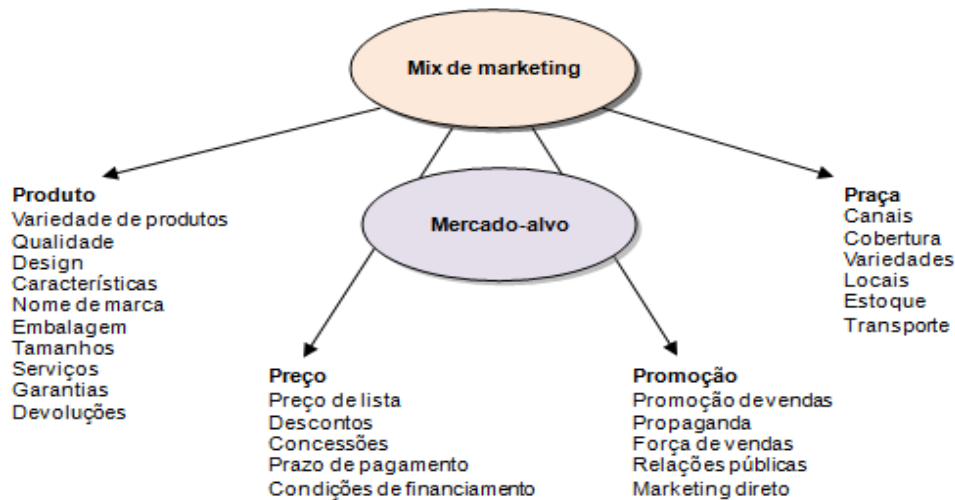 Mix de marketing
Mercado-alvo
Produto
Variedade de produtos
Qualidade
Design
Características
Nome de marca
Embalagem
Tamanhos
Serviços
Garantias
Devoluções
Preço
Preço de lista
Descontos
Concessões
Prazo de pagamento
Condições de financiamento
Promoção
Promoção de vendas
Propaganda
Força de vendas
Relações públicas
Marketing direto
Praça
Canais
Cobertura
Variedades
Locais
Estoque
Transporte